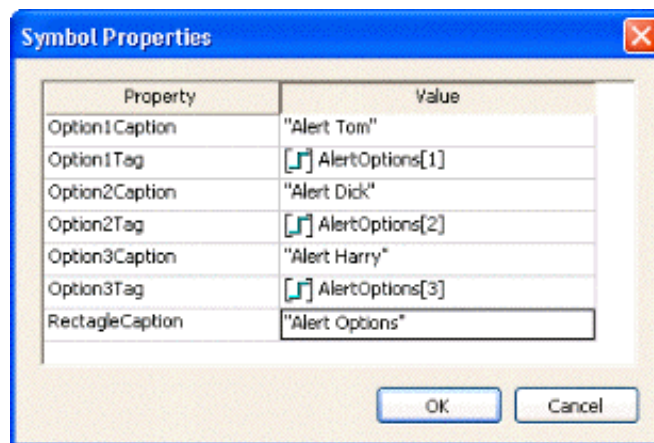 Symbol Properties
Property Value
Option1Caption "Alert Tom"
Option1Tag AlertOptions[1]
Option2Caption "Alert Dick"
Option2Tag AlertOptions[2]
Option3Caption "Alert Harry"
Option3Tag AlertOptions[3]
RectagleCaption "Alert Options"
OK Cancel